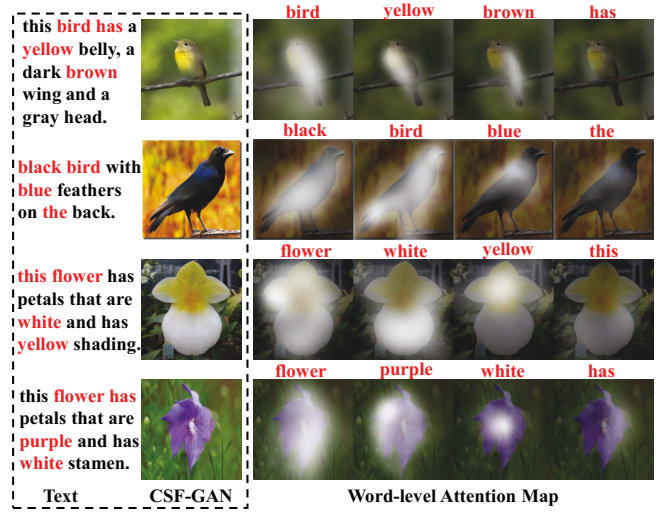 this bird has a
yellow belly, a
dark brown
wing and a
gray head.
bird yellow brown has
black bird with
blue feathers
on the back.
black bird blue the
this flower has
petals that are
white and has
yellow shading.
flower white yellow this
this flower has
petals that are
purple and has
white stamen.
flower purple white has
Text CSF-GAN Word-level Attention Map